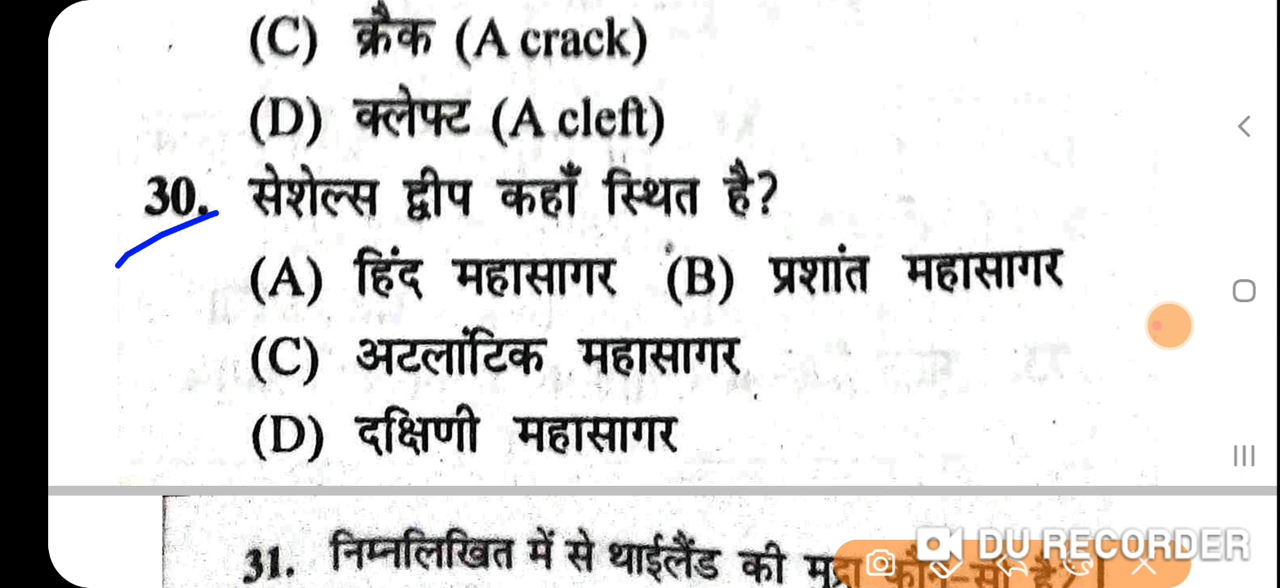 (C) क्रैक (A crack)
(D) क्लेफ्ट (A cleft)
30. सेशेल्स द्वीप कहाँ स्थित है?
(A) हिंद महासागर (B) प्रशांत महासागर
(C) अटलांटिक महासागर
(D) दक्षिणी महासागर
31. निम्नलिखित में से थाईलैंड की मुद्रा कौन-सी है?
DU RECORDER